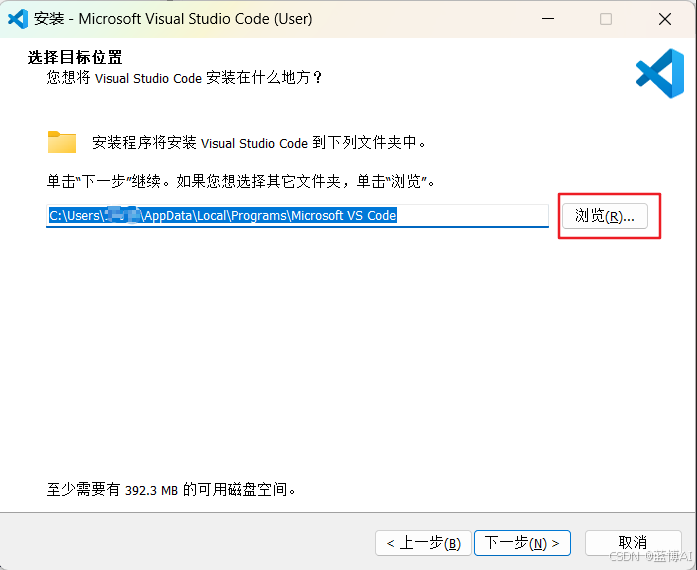 安装 - Microsoft Visual Studio Code (User)
选择目标位置
您想将 Visual Studio Code 安装在什么地方？
安装程序将安装 Visual Studio Code 到下列文件夹中。
单击“下一步”继续。如果您想选择其它文件夹，单击“浏览”。
C:\Users\ \AppData\Local\Programs\Microsoft VS Code
浏览(R)...
至少需要有 392.3 MB 的可用磁盘空间。
< 上一步(B)
下一步(N) >
取消
CSDN @蓝博AI